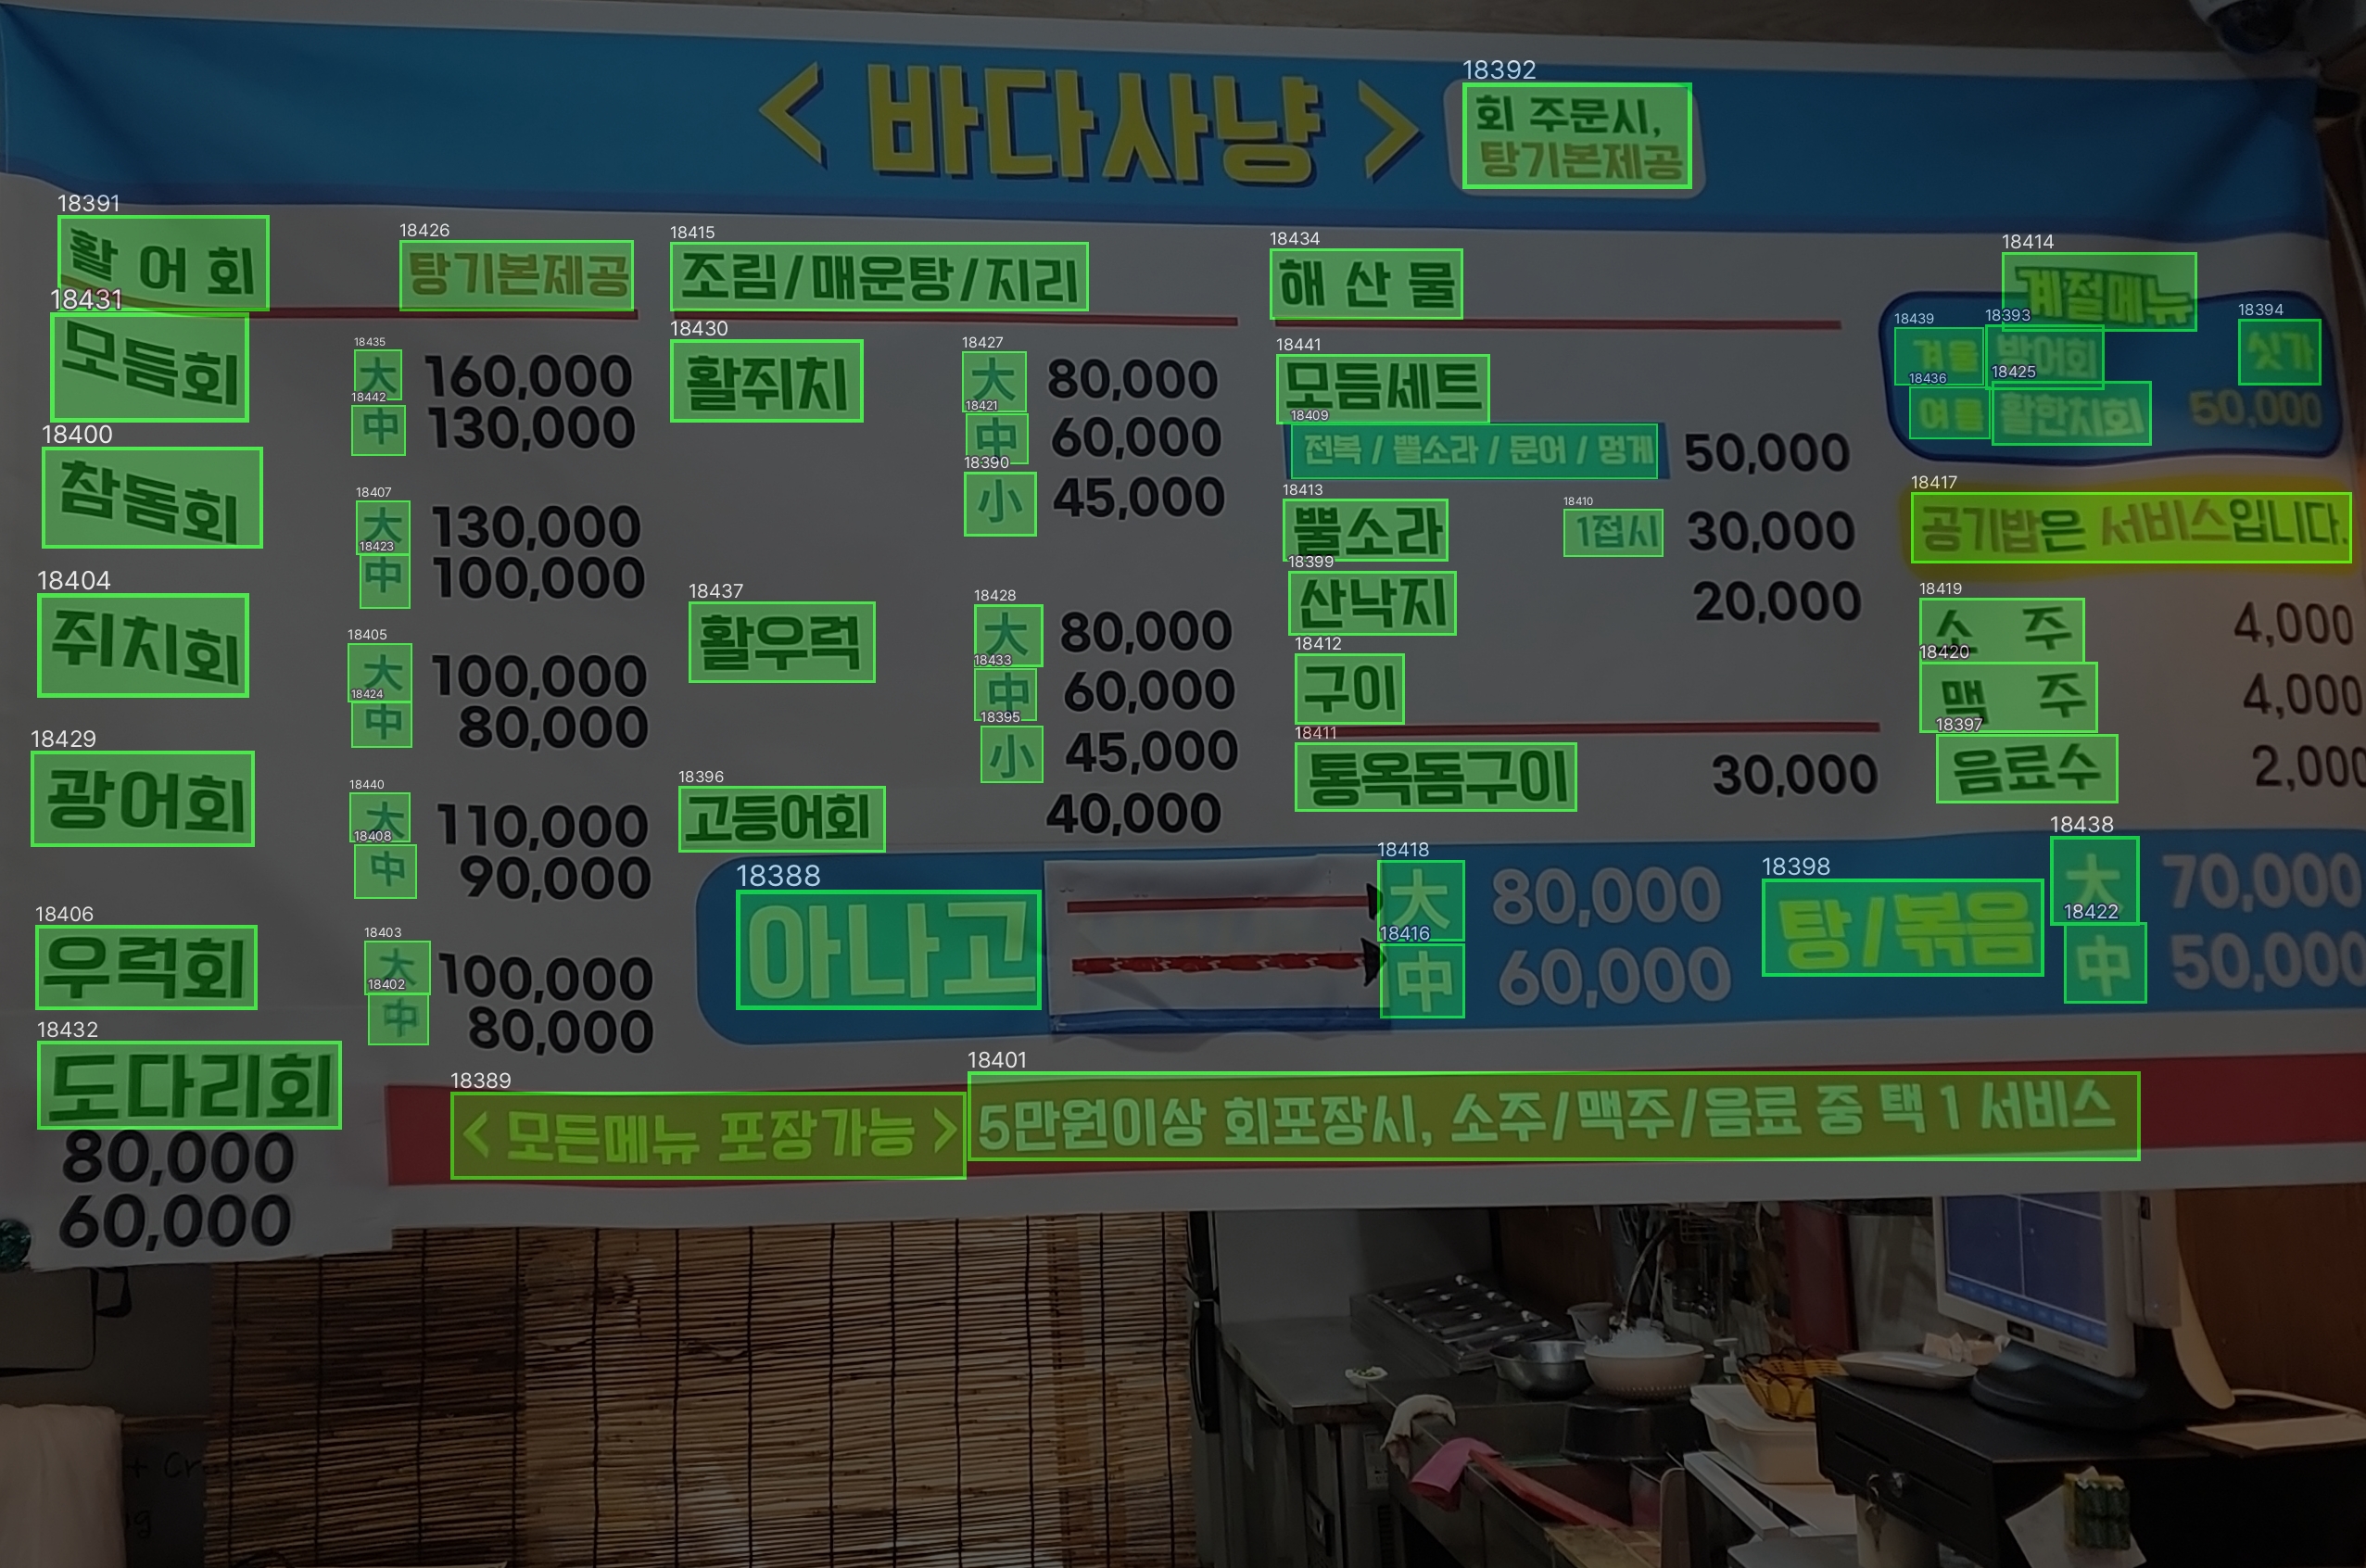 < 바다사냥 >
회 주문시,
탕기본제공
활어회 탕기본제공
모듬회 大 160,000
中 130,000
참돔회 大 130,000
中 100,000
쥐치회 大 100,000
中 80,000
광어회 大 110,000
中 90,000
우럭회 大 100,000
中 80,000
도다리회
80,000
60,000
조림/매운탕/지리
활쥐치 大 80,000
中 60,000
小 45,000
활우럭 大 80,000
中 60,000
小 45,000
고등어회 40,000
해산물
모듬세트
전복 / 뿔소라 / 문어 / 멍게 50,000
뿔소라 1접시 30,000
산낙지 20,000
구이
통옥돔구이 30,000
계절메뉴
겨울 방어회 싯가
여름 활한치회 50,000
공기밥은 서비스입니다.
소주 4,000
맥주 4,000
음료수 2,000
아나고 大 80,000
中 60,000
탕/볶음 大 70,000
中 50,000
< 모든메뉴 포장가능 > 5만원이상 회포장시, 소주/맥주/음료 중 택 1 서비스